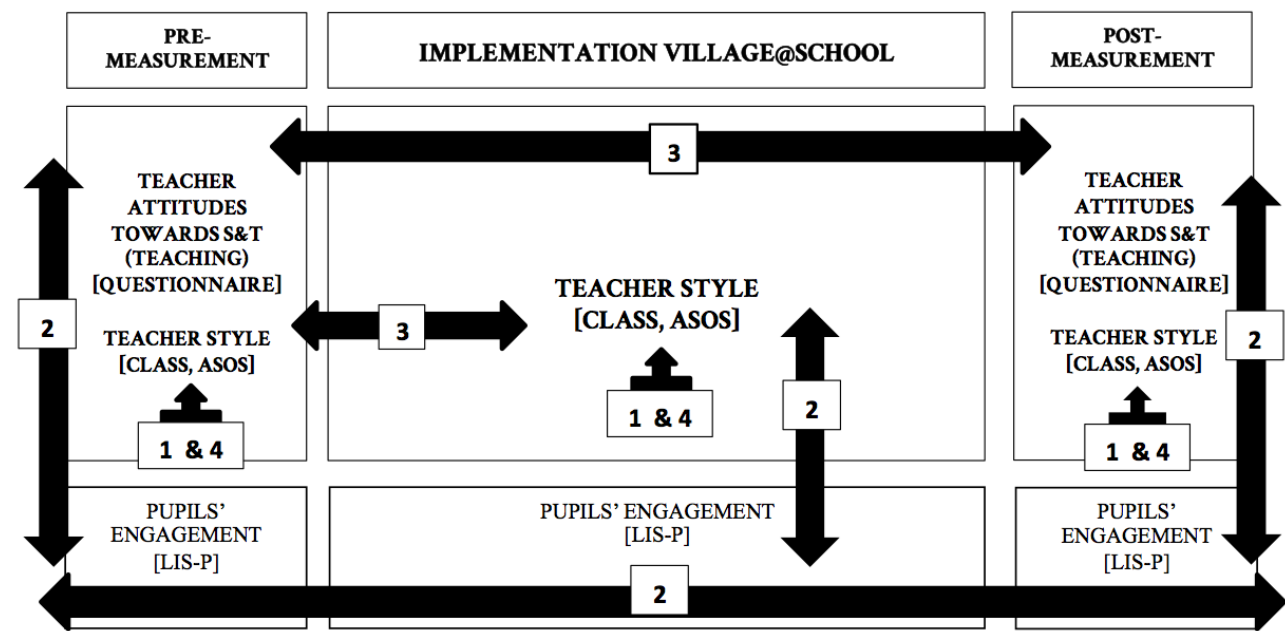 PRE-
MEASUREMENT
IMPLEMENTATION VILLAGE@SCHOOL
POST-
MEASUREMENT
3
TEACHER
ATTITUDES
TOWARDS S&T
(TEACHING)
[QUESTIONNAIRE]
TEACHER STYLE
[CLASS, ASOS]
1 & 4
2
3
TEACHER STYLE
[CLASS, ASOS]
1 & 4
2
TEACHER
ATTITUDES
TOWARDS S&T
(TEACHING)
[QUESTIONNAIRE]
TEACHER STYLE
[CLASS, ASOS]
1 & 4
2
PUPILS'
ENGAGEMENT
[LIS-P]
PUPILS' ENGAGEMENT
[LIS-P]
PUPILS'
ENGAGEMENT
[LIS-P]
2